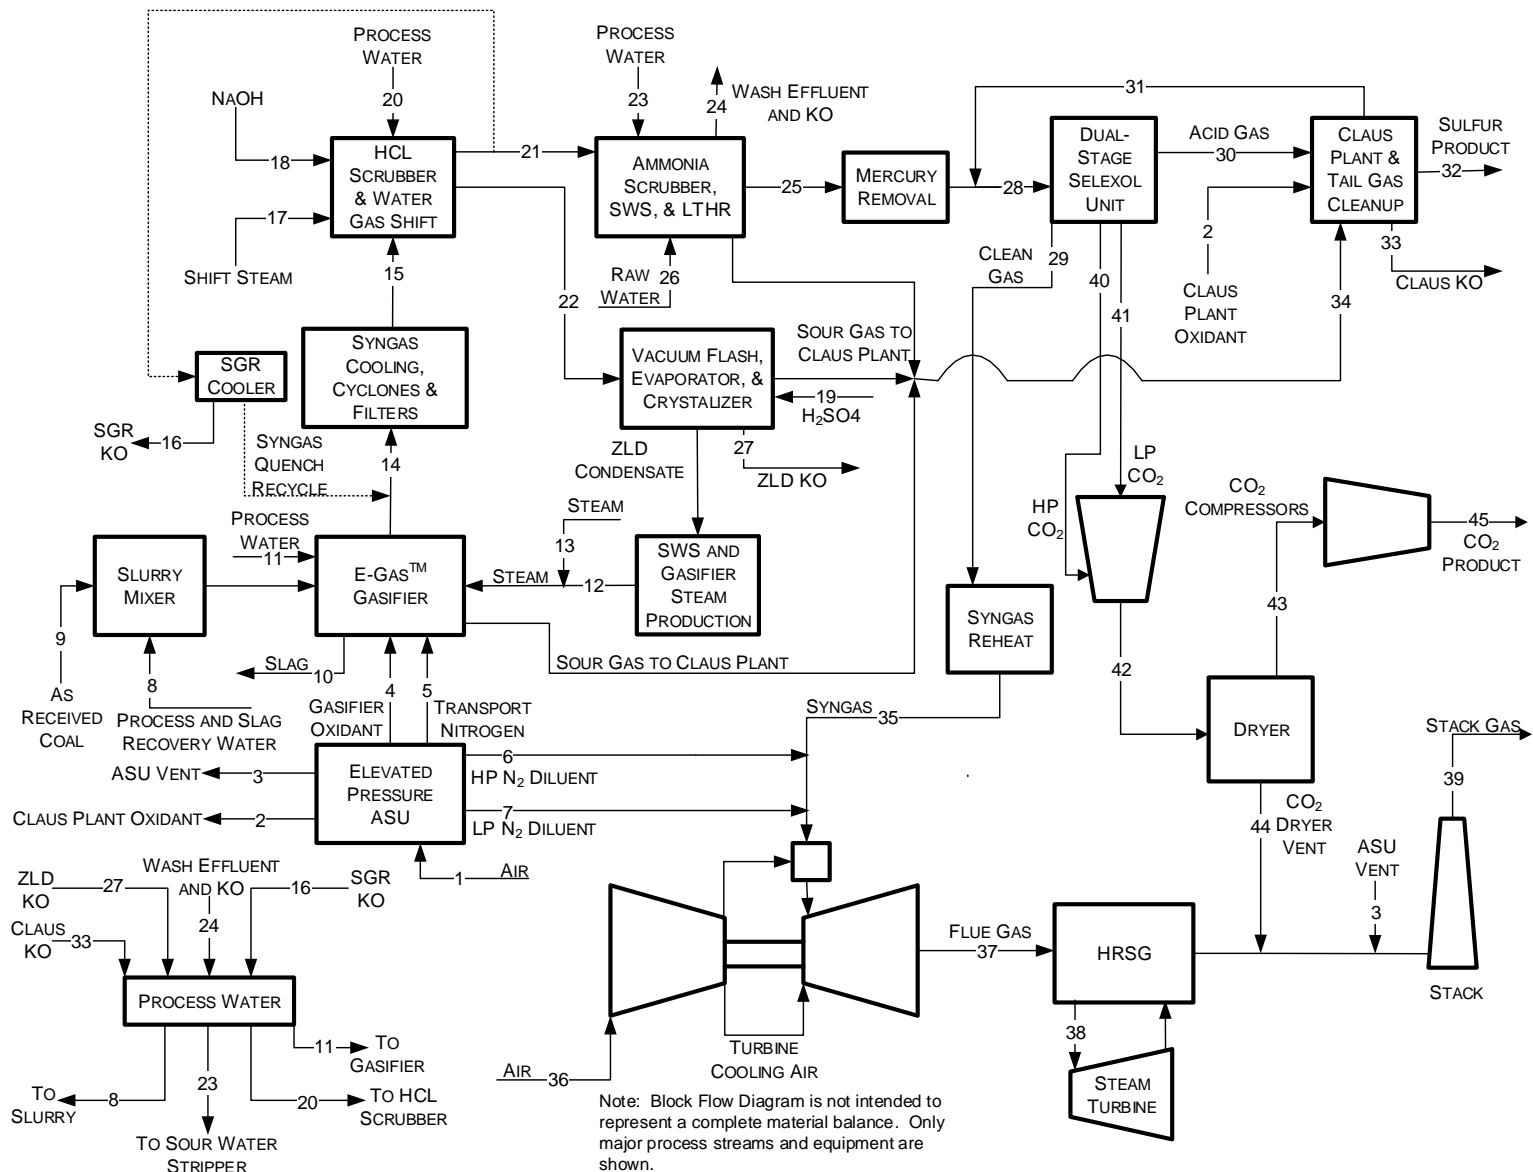 PROCESS
WATER
20
NAOH
18
17
SHIFT STEAM
HCL
SCRUBBER
& WATER
GAS SHIFT
21
22
15
PROCESS
WATER
23
24
WASH EFFLUENT
AND KO
AMMONIA
SCRUBBER,
SWS, & LTHR
25
RAW
WATER
26
MERCURY
REMOVAL
28
31
DUAL-
STAGE
SELEXOL
UNIT
ACID GAS
30
CLAUS
PLANT &
TAIL GAS
CLEANUP
SULFUR
PRODUCT
32
33
CLAUS KO
2
CLAUS
PLANT
OXIDANT
34
CLEAN
GAS
29
40
41
SGR
COOLER
SGR
KO
16
SYNGAS
QUENCH
RECYCLE
SYNGAS
COOLING,
CYCLONES &
FILTERS
14
VACUUM FLASH,
EVAPORATOR, &
CRYSTALIZER
SOUR GAS TO
CLAUS PLANT
19
H2SO4
ZLD
CONDENSATE
27
ZLD KO
HP
CO2
LP
CO2
CO2
COMPRESSORS
45
CO2
PRODUCT
43
PROCESS
WATER
11
STEAM
13
SLURRY
MIXER
E-GAS™
GASIFIER
STEAM
12
SWS AND
GASIFIER
STEAM
PRODUCTION
SYNGAS
REHEAT
9
AS
RECEIVED
COAL
8
PROCESS AND SLAG
RECOVERY WATER
SLAG
10
4
GASIFIER
OXIDANT
5
TRANSPORT
NITROGEN
SOUR GAS TO CLAUS PLANT
42
SYNGAS
35
DRYER
STACK GAS
39
ASU VENT
3
CLAUS PLANT OXIDANT
2
ELEVATED
PRESSURE
ASU
6
HP N2 DILUENT
7
LP N2 DILUENT
1
AIR
44
CO2
DRYER
VENT
ASU
VENT
3
ZLD
KO
27
WASH EFFLUENT
AND KO
24
16
SGR
KO
CLAUS
KO
33
PROCESS WATER
11
TO
GASIFIER
TO
SLURRY
8
23
TO SOUR WATER
STRIPPER
20
TO HCL
SCRUBBER
AIR
36
TURBINE
COOLING AIR
FLUE GAS
37
HRSG
38
STEAM
TURBINE
STACK
Note: Block Flow Diagram is not intended to
represent a complete material balance. Only
major process streams and equipment are
shown.